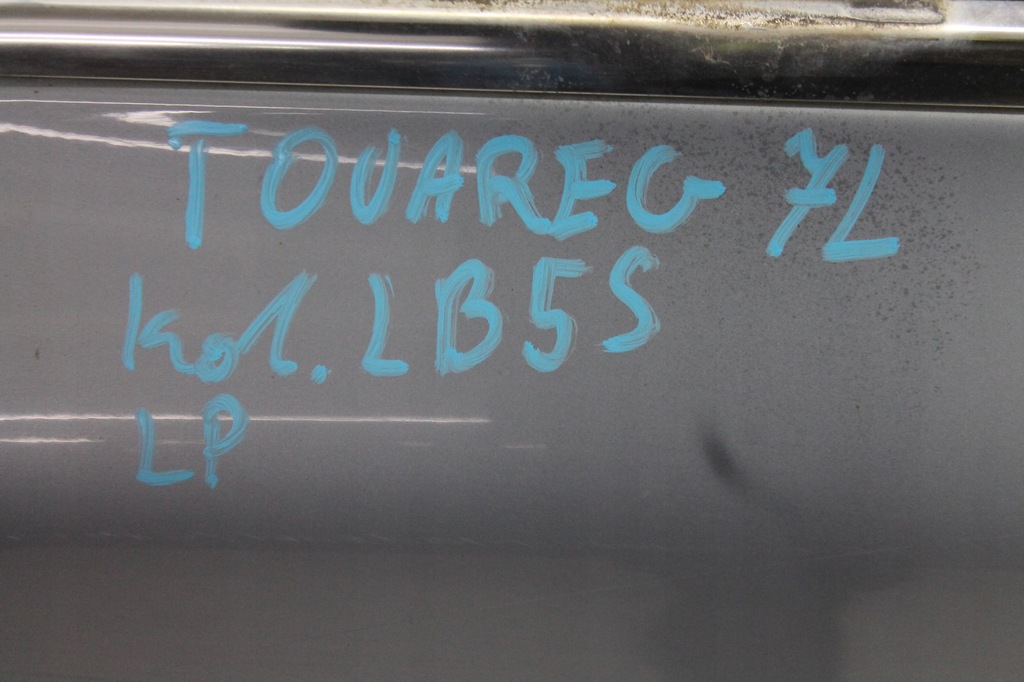 TOUAREG 7L
kol. LB5S
LP